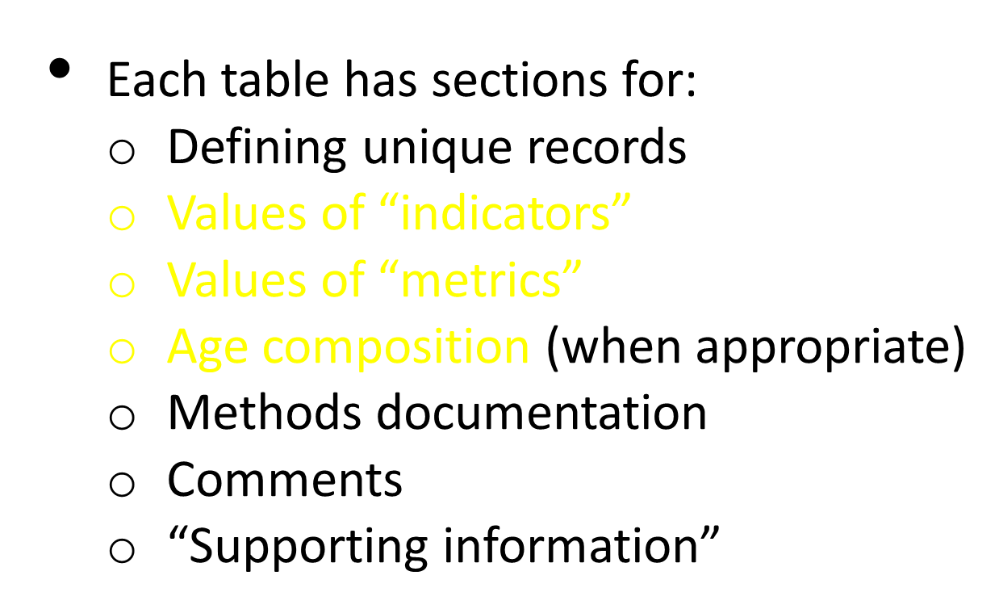 • Each table has sections for:
o Defining unique records
o Values of “indicators”
o Values of “metrics”
o Age composition (when appropriate)
o Methods documentation
o Comments
o “Supporting information”